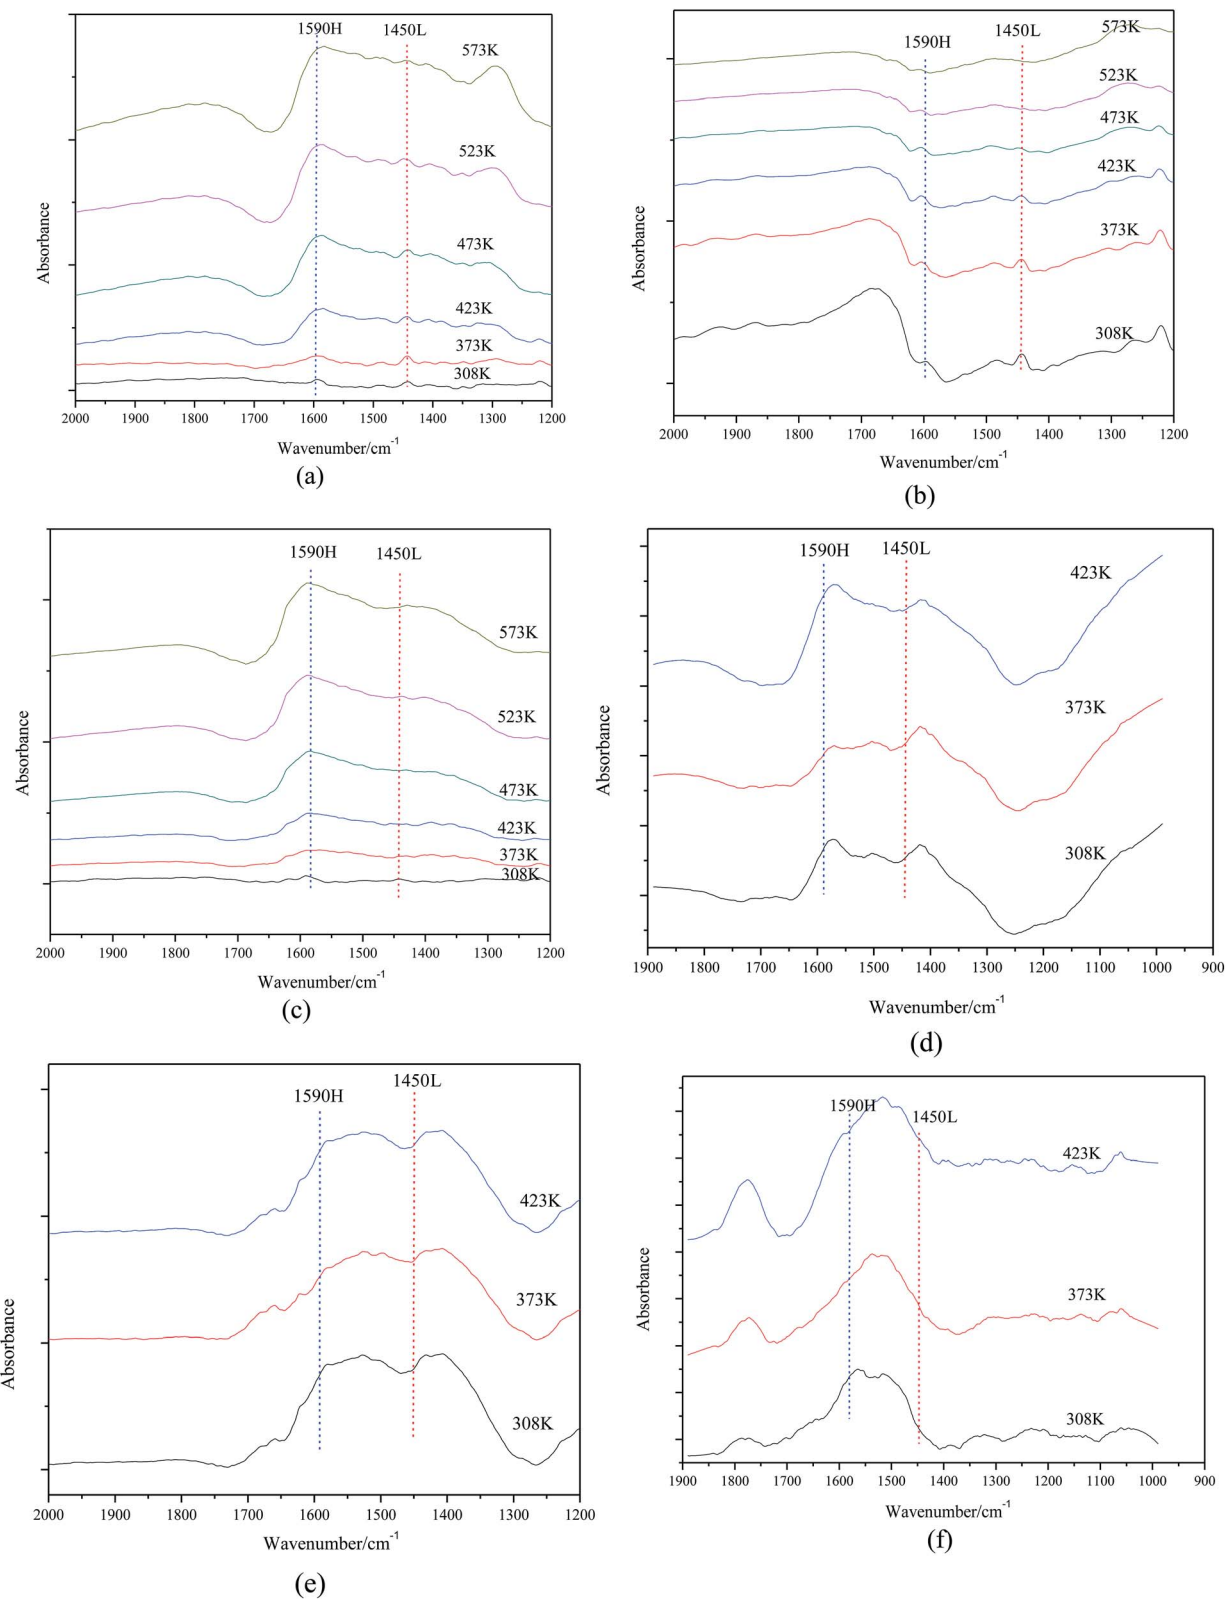 1590H 1450L
573K
523K
473K
423K
373K
308K
Absorbance
2000 1900 1800 1700 1600 1500 1400 1300 1200
Wavenumber/cm⁻¹
(a)
1590H 1450L
573K
523K
473K
423K
373K
308K
Absorbance
2000 1900 1800 1700 1600 1500 1400 1300 1200
Wavenumber/cm⁻¹
(b)
1590H 1450L
573K
523K
473K
423K
373K
308K
Absorbance
2000 1900 1800 1700 1600 1500 1400 1300 1200
Wavenumber/cm⁻¹
(c)
1590H 1450L
423K
373K
308K
Absorbance
1900 1800 1700 1600 1500 1400 1300 1200 1100 1000 900
Wavenumber/cm⁻¹
(d)
1590H 1450L
423K
373K
308K
Absorbance
2000 1900 1800 1700 1600 1500 1400 1300 1200
Wavenumber/cm⁻¹
(e)
1590H 1450L
423K
373K
308K
Absorbance
1900 1800 1700 1600 1500 1400 1300 1200 1100 1000 900
Wavenumber/cm⁻¹
(f)